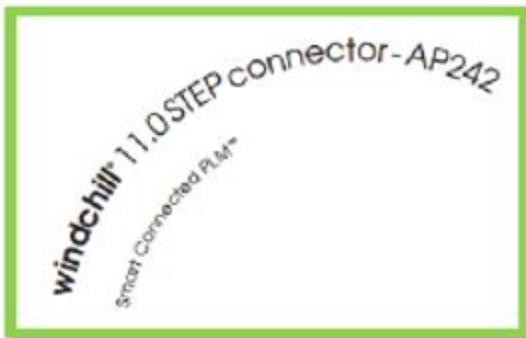 windchill® 11.0 STEP connector - AP242
Smart Connected PLM™